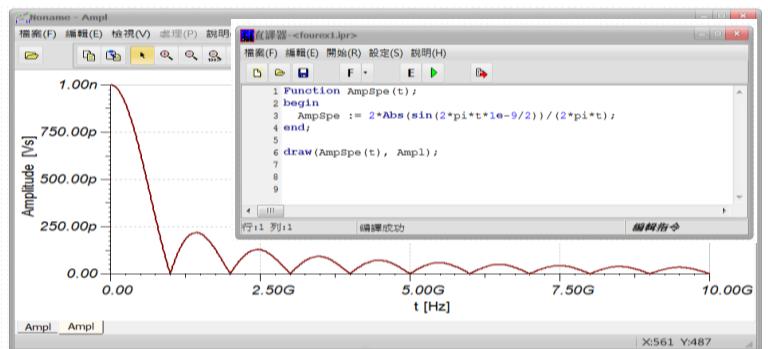 Noname - Ampl
檔案(F) 編輯(E) 檢視(V) 處理(P) 說明
譯器-<fourex1.ipr>
檔案(F) 編輯(E) 開始(R) 設定(S) 說明(H)
F E
1 Function AmpSpe(t);
2 begin
3 AmpSpe := 2*Abs(sin(2*pi*t*1e-9/2))/(2*pi*t);
4 end;
5
6 draw(AmpSpe(t), Ampl);
7
8
9
行:1 列:1 編譯成功 編輯指令
Amplitude [Vs]
1.00n
750.00p
500.00p
250.00p
0.00
0.00 2.50G 5.00G 7.50G 10.00G
t [Hz]
Ampl Ampl
X:561 Y:487